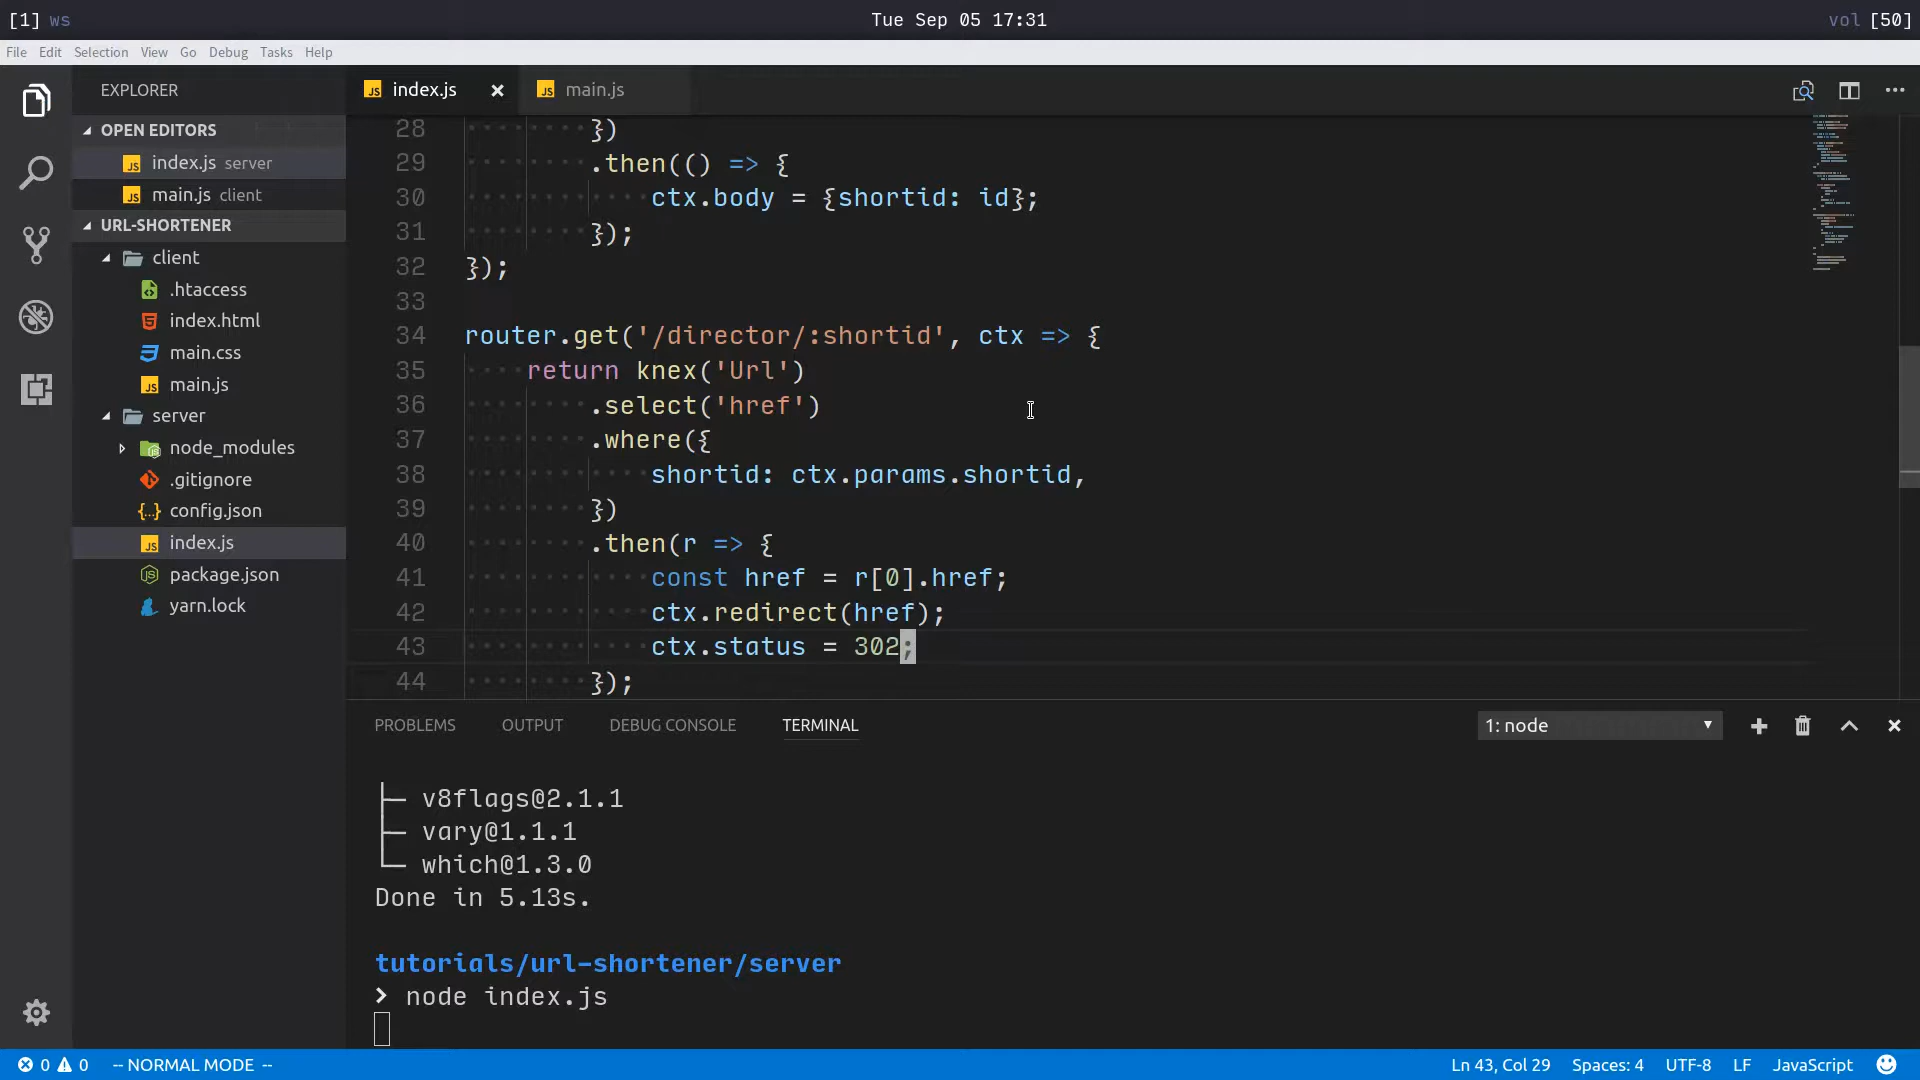 [1] ws
Tue Sep 05 17:31
vol [50]
File Edit Selection View Go Debug Tasks Help
EXPLORER
OPEN EDITORS
index.js server
main.js client
URL-SHORTENER
client
.htaccess
index.html
main.css
main.js
server
node_modules
.gitignore
config.json
index.js
package.json
yarn.lock
index.js
main.js
28 })
29 .then(() => {
30 ctx.body = {shortid: id};
31 });
32 });
33
34 router.get('/director/:shortid', ctx => {
35 return knex('Url')
36 .select('href')
37 .where({
38 shortid: ctx.params.shortid,
39 })
40 .then(r => {
41 const href = r[0].href;
42 ctx.redirect(href);
43 ctx.status = 302;
44 });
PROBLEMS OUTPUT DEBUG CONSOLE TERMINAL
1: node
├─ v8flags@2.1.1
├─ vary@1.1.1
└─ which@1.3.0
Done in 5.13s.
tutorials/url-shortener/server
> node index.js
0 0 -- NORMAL MODE --
Ln 43, Col 29 Spaces: 4 UTF-8 LF JavaScript